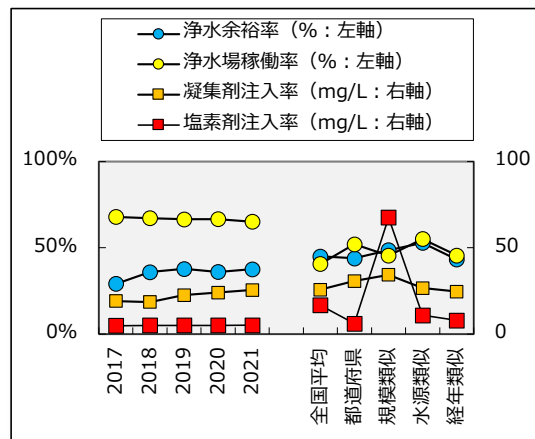 浄水余裕率（%：左軸）
浄水場稼働率（%：左軸）
凝集剤注入率（mg/L：右軸）
塩素剤注入率（mg/L：右軸）
100%
50%
0%
100
50
0
2017
2018
2019
2020
2021
全国平均
都道府県
規模類似
水源類似
経年類似